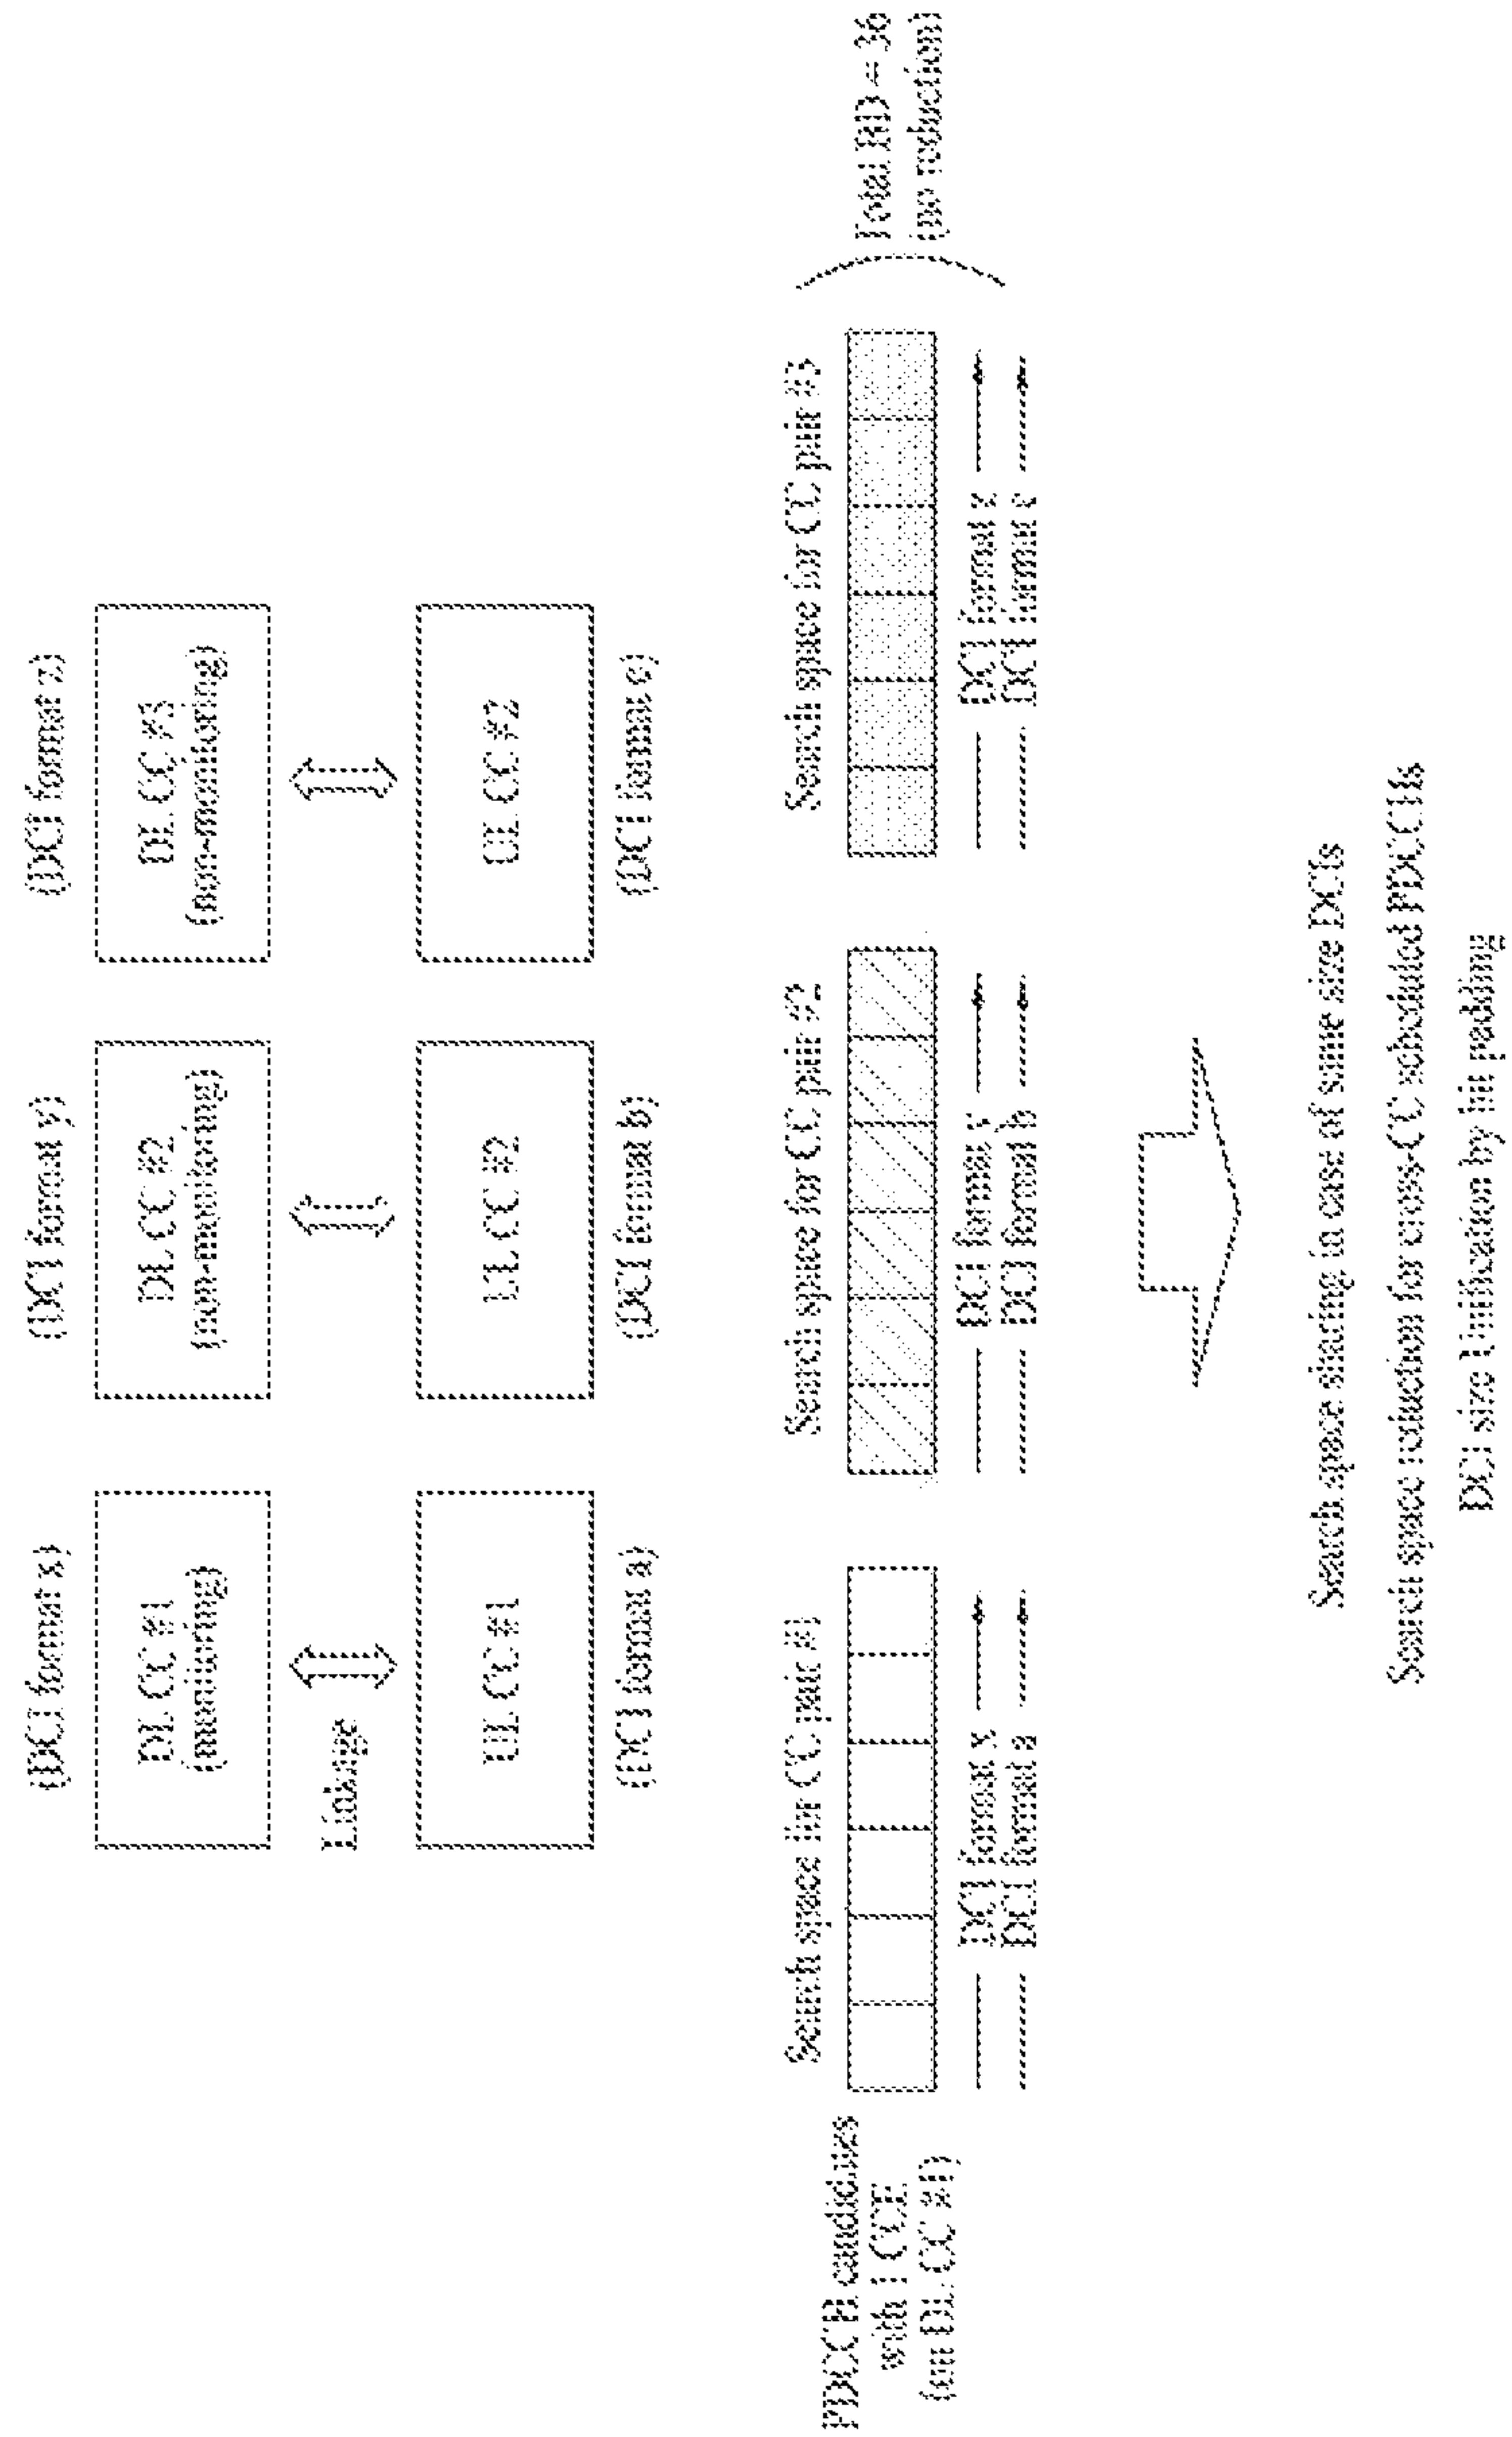 (DCI format x)
(DCI format y)
(DCI format z)
DL CC #1
(monitoring)
DL CC #2
(non-monitoring)
DL CC #3
(non-monitoring)
Linkage
UL CC #1
UL CC #2
UL CC #2
(DCI format a)
(DCI format b)
(DCI format c)
Search space for CC pair #1
Search space for CC pair #2
Search space for CC pair #3
PDCCH candidates
with 1 CCE
(on DL CC #1)
Total BD = 36
(no reduction)
DCI format x
DCI format a
DCI format y
DCI format b
DCI format z
DCI format c
Search space sharing in case of same size DCIs
Search space reduction for cross-CC scheduled PDCCHs
DCI size Unification by bit padding